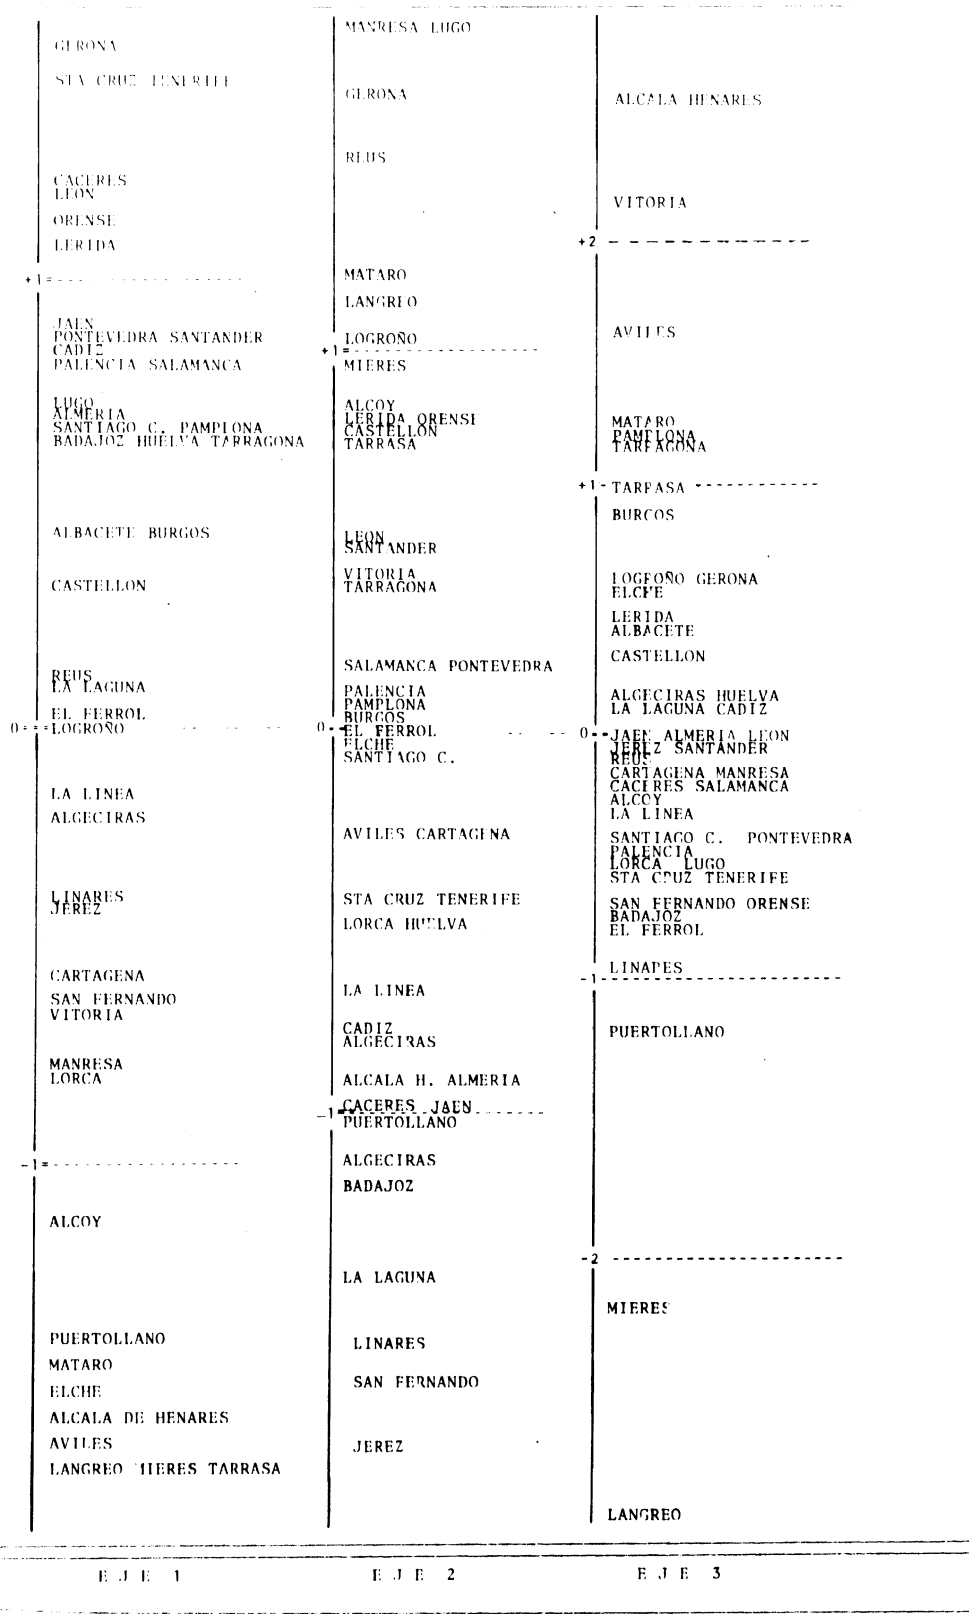 GERONA
STA CRUZ TENERIFE
CACERES
LEON
ORENSE
LERIDA
+1
JAEN
PONTEVEDRA SANTANDER
CADIZ
PALENCIA SALAMANCA
LUGO
ALMERIA
SANTIAGO C. PAMPLONA
BADAJOZ HUELVA TARRAGONA
ALBACETE BURGOS
CASTELLON
REUS
LA LAGUNA
EL FERROL
0 LOGROÑO
LA LINEA
ALGECIRAS
LINARES
JEREZ
CARTAGENA
SAN FERNANDO
VITORIA
MANRESA
LORCA
-1
ALCOY
PUERTOLLANO
MATARO
ELCHE
ALCALA DE HENARES
AVILES
LANGREO MIERES TARRASA
EJE 1
MANRESA LUGO
GERONA
REUS
MATARO
LANGREO
LOGROÑO
+1
MIERES
ALCOY
LERIDA ORENSE
CASTELLON
TARRASA
LEON
SANTANDER
VITORIA
TARRAGONA
SALAMANCA PONTEVEDRA
PALENCIA
PAMPLONA
BURGOS
0 EL FERROL
ELCHE
SANTIAGO C.
AVILES CARTAGENA
STA CRUZ TENERIFE
LORCA HUELVA
LA LINEA
CADIZ
ALGECIRAS
ALCALA H. ALMERIA
CACERES JAEN
-1
PUERTOLLANO
ALGECIRAS
BADAJOZ
LA LAGUNA
LINARES
SAN FERNANDO
JEREZ
EJE 2
ALCALA HENARES
VITORIA
+2
AVILES
MATARO
PAMPLONA
TARRAGONA
+1 TARRASA
BURGOS
LOGROÑO GERONA
ELCHE
LERIDA
ALBACETE
CASTELLON
ALGECIRAS HUELVA
LA LAGUNA CADIZ
0 JAEN ALMERIA LEON
JEREZ SANTANDER
REUS
CARTAGENA MANRESA
CACERES SALAMANCA
ALCOY
LA LINEA
SANTIAGO C. PONTEVEDRA
PALENCIA
LORCA LUGO
STA CRUZ TENERIFE
SAN FERNANDO ORENSE
BADAJOZ
EL FERROL
LINARES
-1
PUERTOLLANO
-2
MIERES
LANGREO
EJE 3